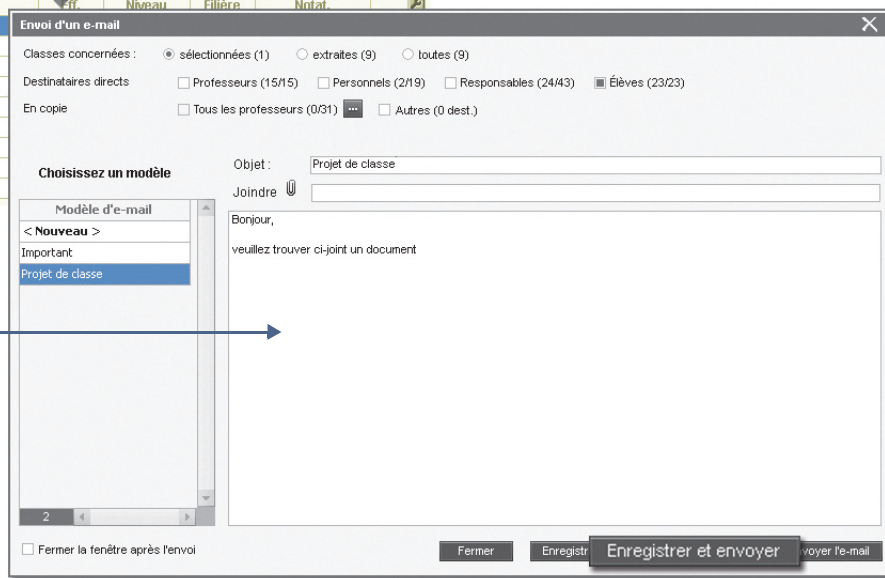 Eff. Niveau Filière Notat.
Envoi d'un e-mail
Classes concernées : sélectionnées (1) extraites (9) toutes (9)
Destinataires directs Professeurs (15/15) Personnels (2/19) Responsables (24/43) Élèves (23/23)
En copie Tous les professeurs (0/31) ... Autres (0 dest.)
Choisissez un modèle
Objet : Projet de classe
Joindre
Modèle d'e-mail
< Nouveau >
Important
Projet de classe
Bonjour,
veuillez trouver ci-joint un document
2
Fermer la fenêtre après l'envoi Fermer Enregistr Enregistrer et envoyer voyer l'e-mail